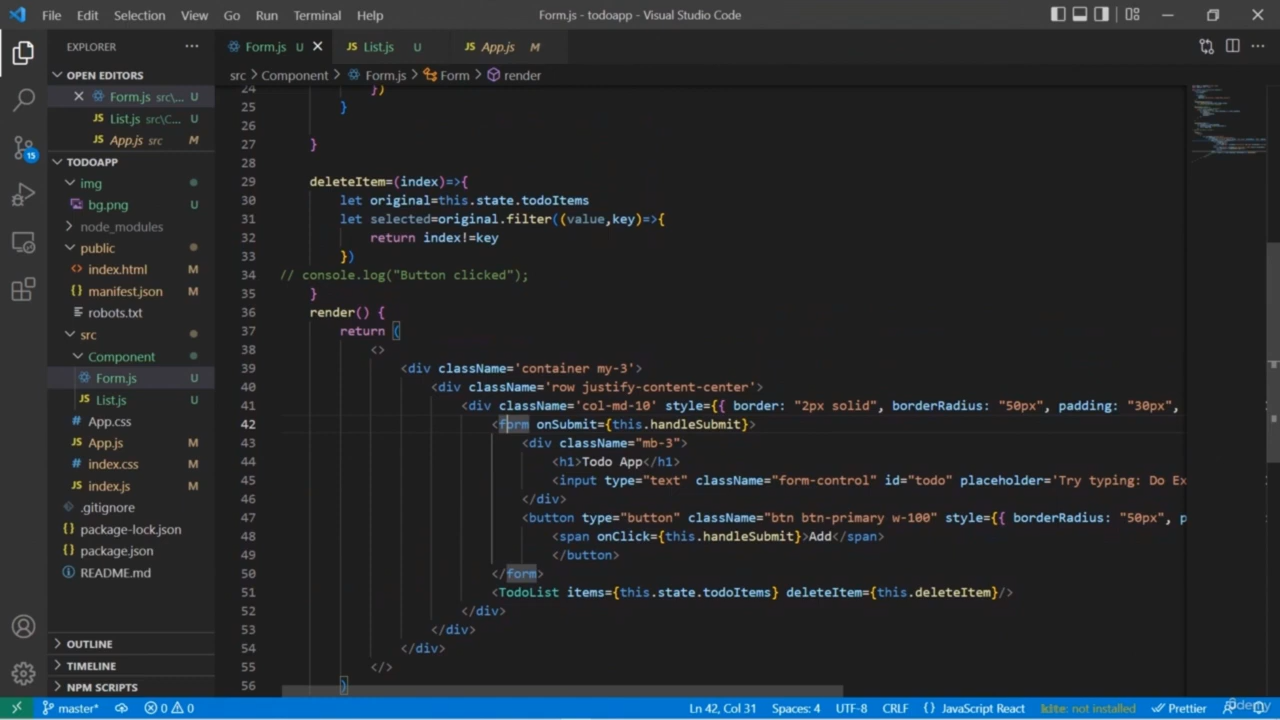 File Edit Selection View Go Run Terminal Help Form.js - todoapp - Visual Studio Code
EXPLORER
OPEN EDITORS
Form.js src\... U
List.js src\C... U
App.js src M
TODOAPP
img
bg.png U
node_modules
public
index.html M
manifest.json M
robots.txt
src
Component
Form.js U
List.js U
App.css
App.js M
index.css M
index.js M
.gitignore
package-lock.json
package.json
README.md
OUTLINE
TIMELINE
NPM SCRIPTS
15
Form.js U List.js U App.js M
src > Component > Form.js > Form > render
24 })
25 }
26
27 }
28
29 deleteItem=(index)=>{
30 let original=this.state.todoItems
31 let selected=original.filter((value,key)=>{
32 return index!=key
33 })
34 // console.log("Button clicked");
35 }
36 render() {
37 return (
38 <>
39 <div className='container my-3'>
40 <div className='row justify-content-center'>
41 <div className='col-md-10' style={{ border: "2px solid", borderRadius: "50px", padding: "30px",
42 <form onSubmit={this.handleSubmit}>
43 <div className="mb-3">
44 <h1>Todo App</h1>
45 <input type="text" className="form-control" id="todo" placeholder='Try typing: Do Ex
46 </div>
47 <button type="button" className="btn btn-primary w-100" style={{ borderRadius: "50px", p
48 <span onClick={this.handleSubmit}>Add</span>
49 </button>
50 </form>
51 <TodoList items={this.state.todoItems} deleteItem={this.deleteItem}/>
52 </div>
53 </div>
54 </div>
55 </>
56 )
master* 0 0 Ln 42, Col 31 Spaces: 4 UTF-8 CRLF {} JavaScript React kite: not installed Prettier